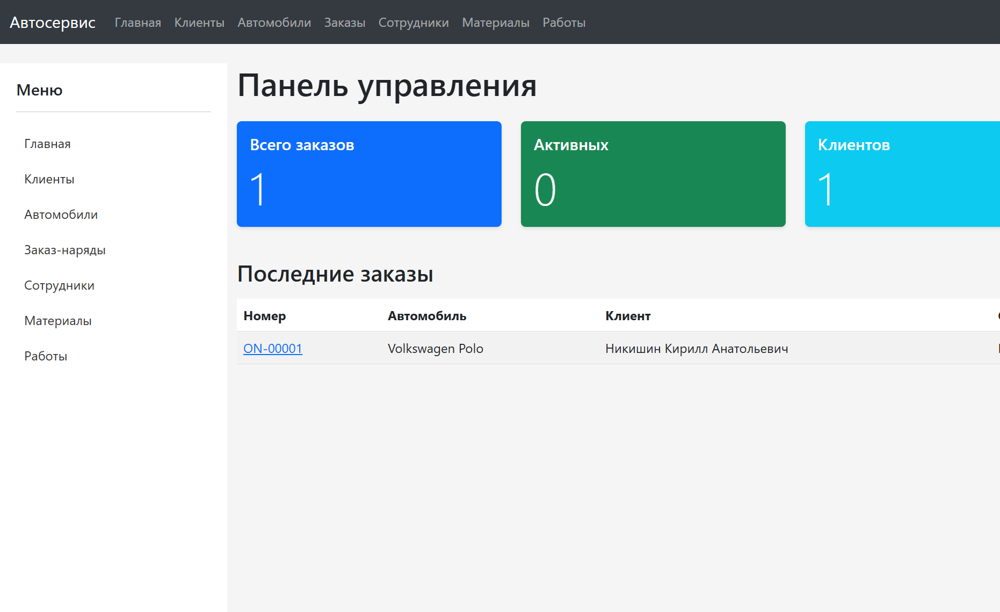 Автосервис Главная Клиенты Автомобили Заказы Сотрудники Материалы Работы
Меню
Главная
Клиенты
Автомобили
Заказ-наряды
Сотрудники
Материалы
Работы
Панель управления
Всего заказов
1
Активных
0
Клиентов
1
Последние заказы
Номер Автомобиль Клиент
ON-00001 Volkswagen Polo Никишин Кирилл Анатольевич